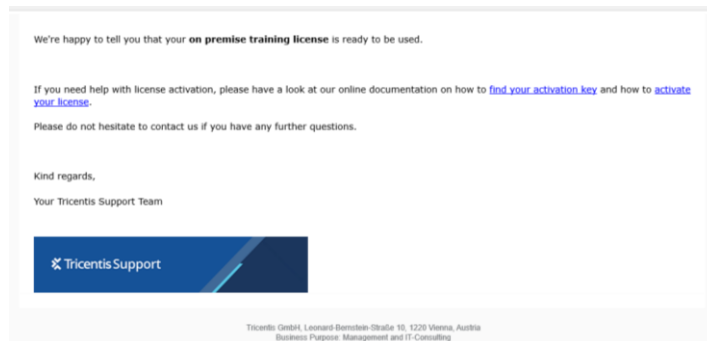 We're happy to tell you that your on premise training license is ready to be used.
If you need help with license activation, please have a look at our online documentation on how to find your activation key and how to activate
your license.
Please do not hesitate to contact us if you have any further questions.
Kind regards,
Your Tricentis Support Team
Tricentis Support
Tricentis GmbH, Leonard-Bernstein-Straße 10, 1220 Vienna, Austria
Business Purpose: Management and IT-Consulting